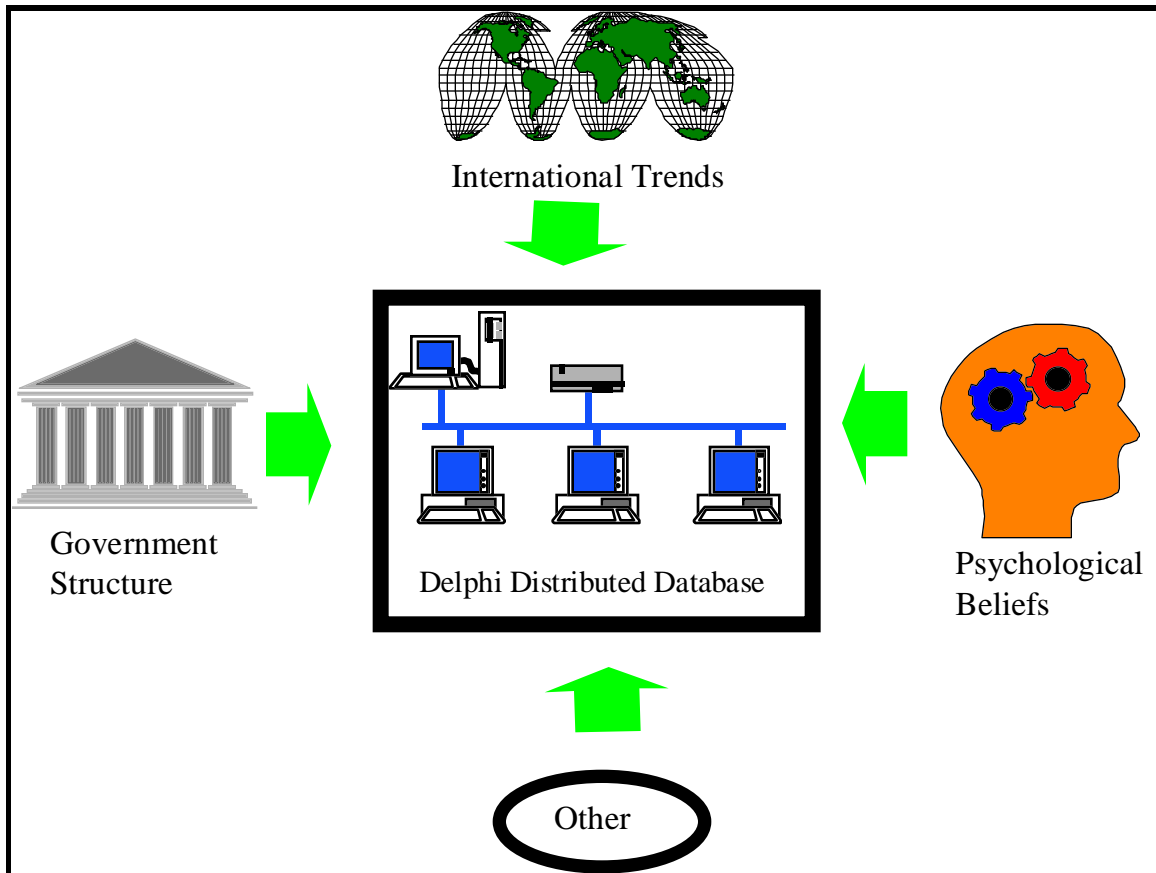 International Trends
Government
Structure
Delphi Distributed Database
Psychological
Beliefs
Other